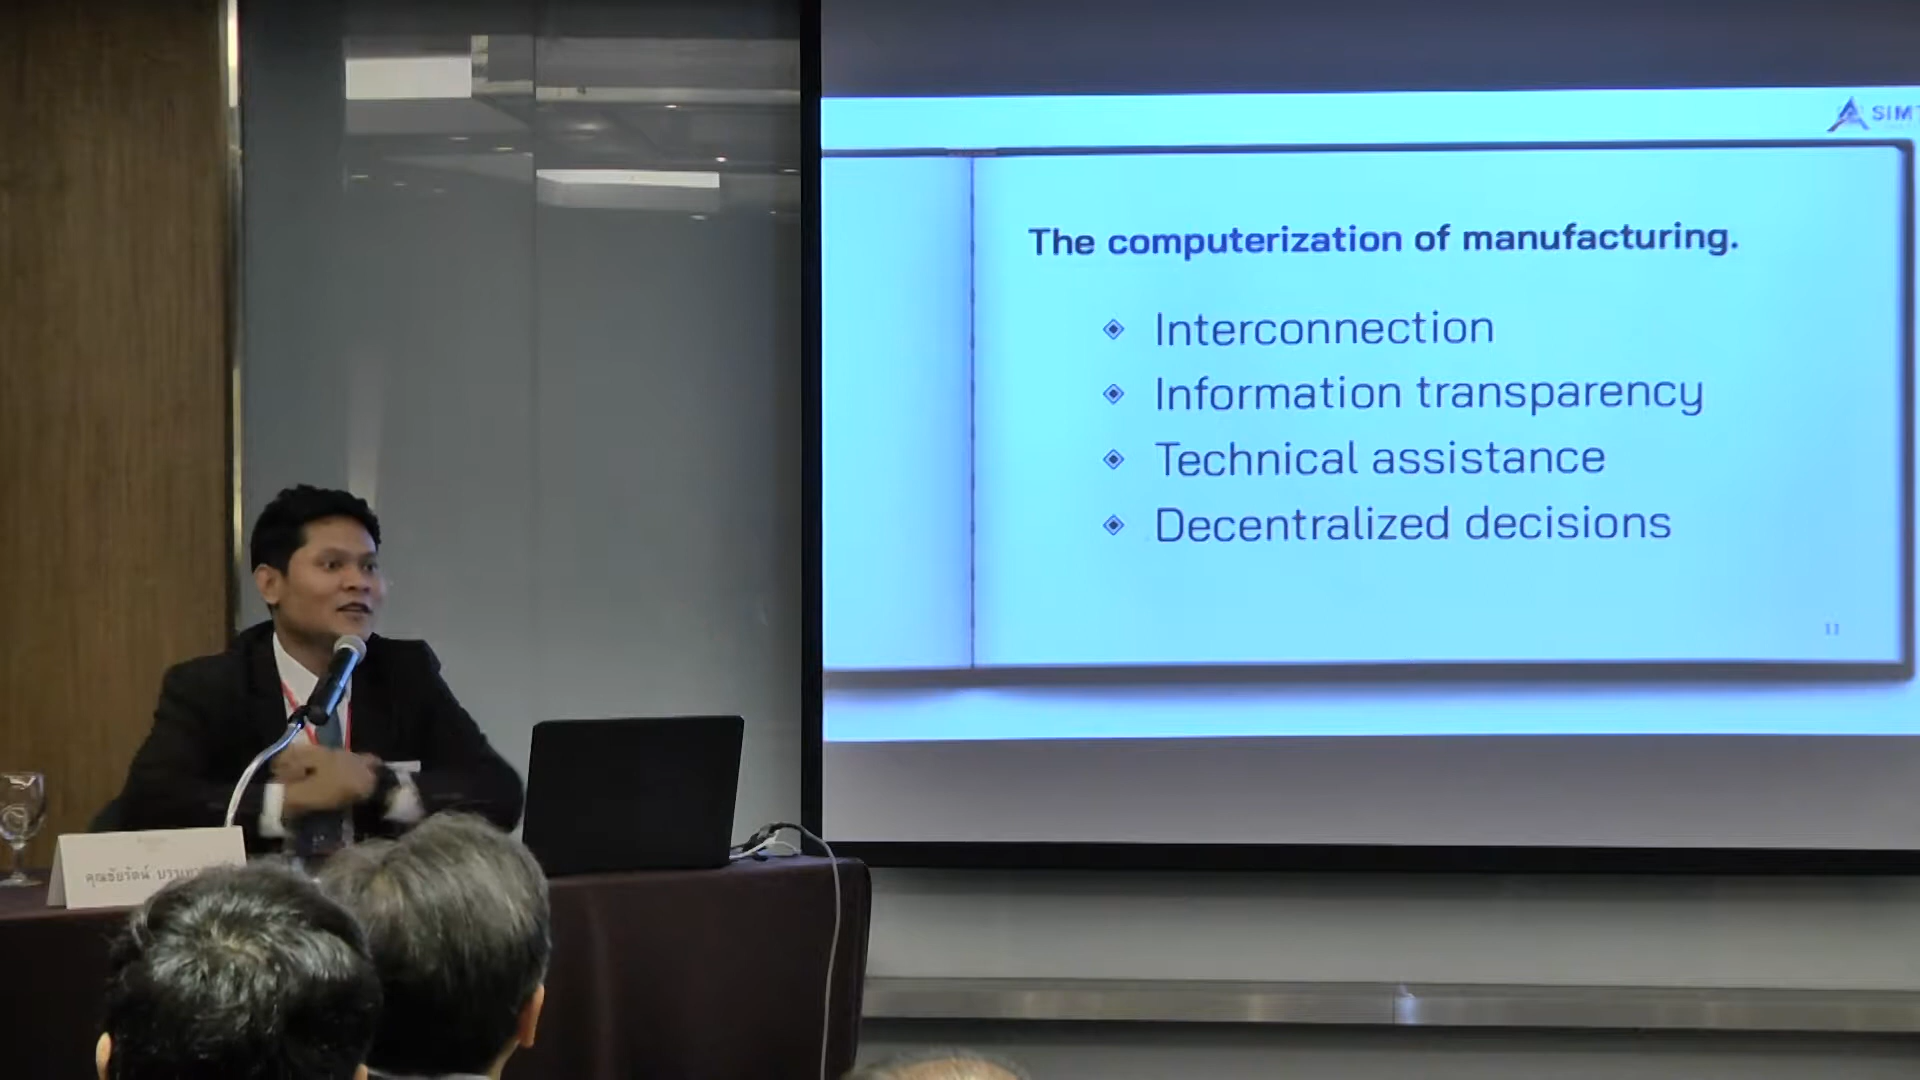 SIMT
The computerization of manufacturing.
Interconnection
Information transparency
Technical assistance
Decentralized decisions
11
คุณชัยรัตน์